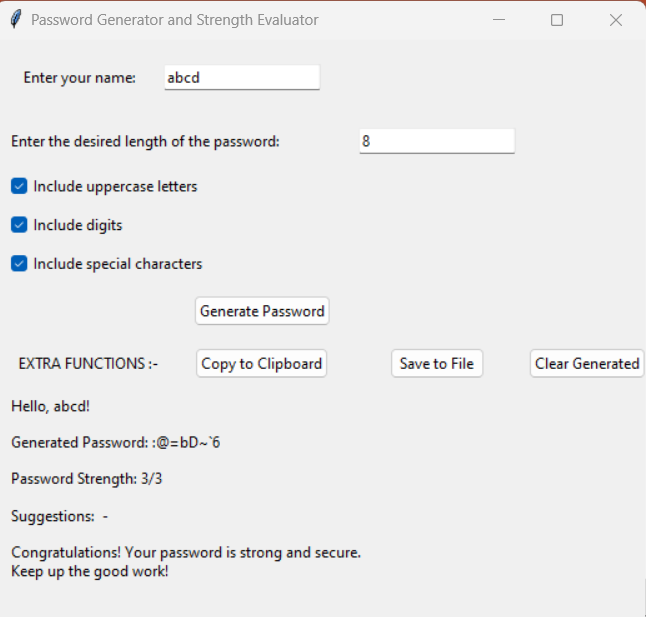 Password Generator and Strength Evaluator
Enter your name: abcd
Enter the desired length of the password: 8
Include uppercase letters
Include digits
Include special characters
Generate Password
EXTRA FUNCTIONS :- Copy to Clipboard Save to File Clear Generated
Hello, abcd!
Generated Password: :@=bD~`6
Password Strength: 3/3
Suggestions: -
Congratulations! Your password is strong and secure.
Keep up the good work!